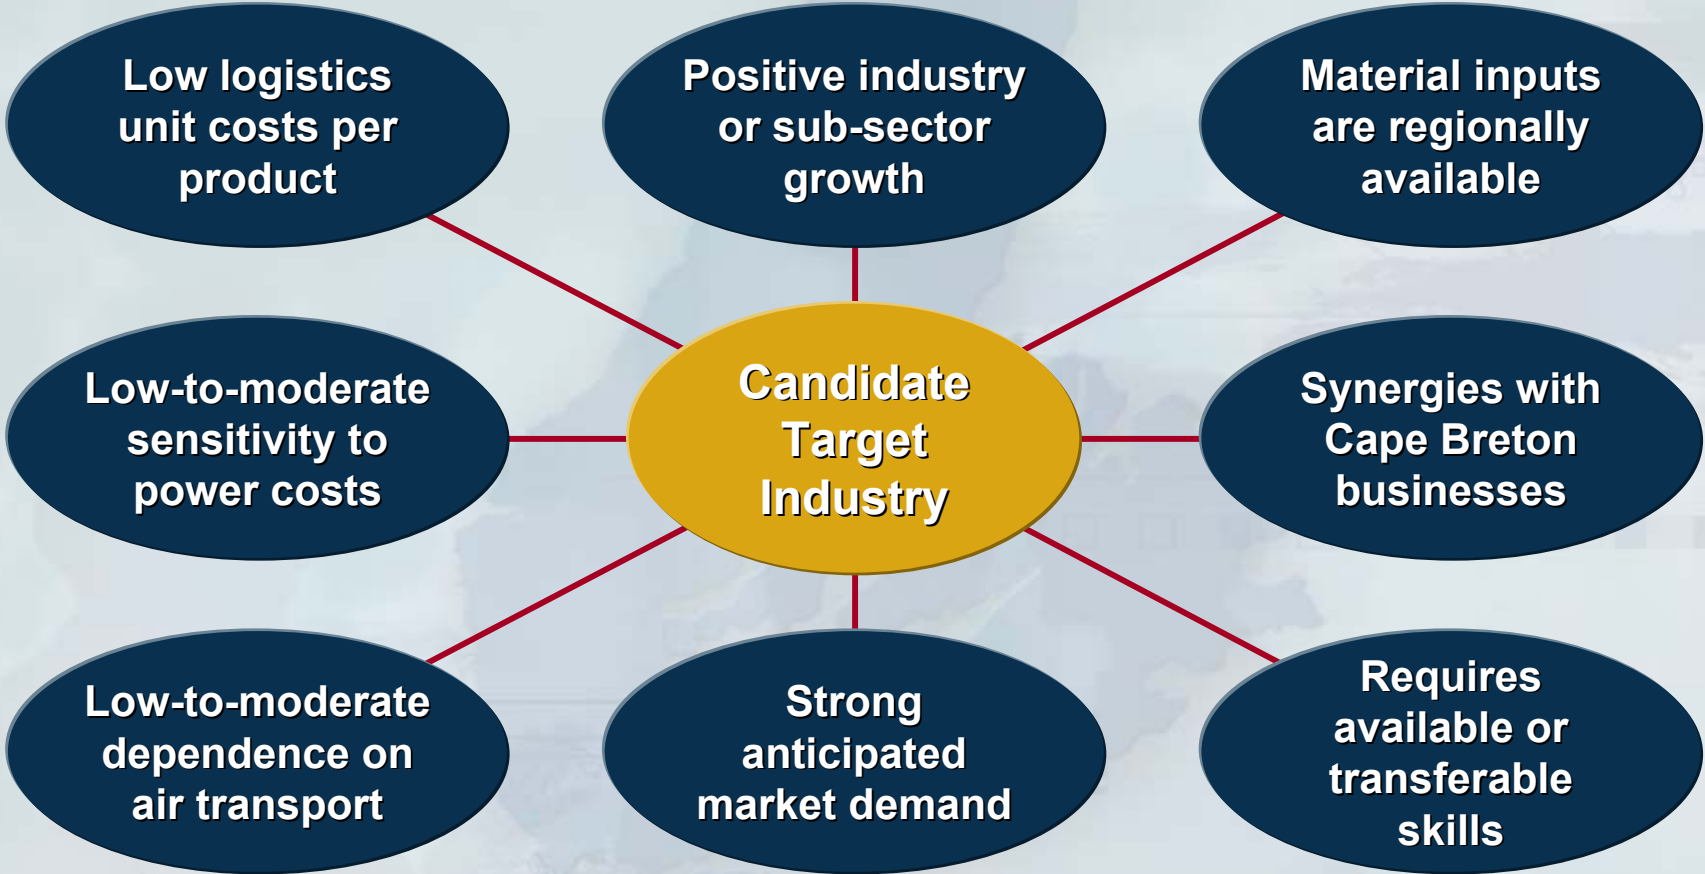 Low logistics
unit costs per
product
Positive industry
or sub-sector
growth
Material inputs
are regionally
available
Low-to-moderate
sensitivity to
power costs
Candidate
Target
Industry
Synergies with
Cape Breton
businesses
Low-to-moderate
dependence on
air transport
Strong
anticipated
market demand
Requires
available or
transferable
skills